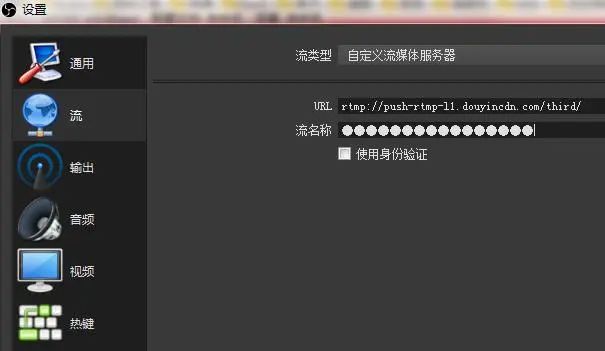 设置
通用
流类型 自定义流媒体服务器
流
URL rtmp://push-rtmp-l1.douyincdn.com/third/
流名称 ●●●●●●●●●●●●●●●●
使用身份验证
输出
音频
视频
热键